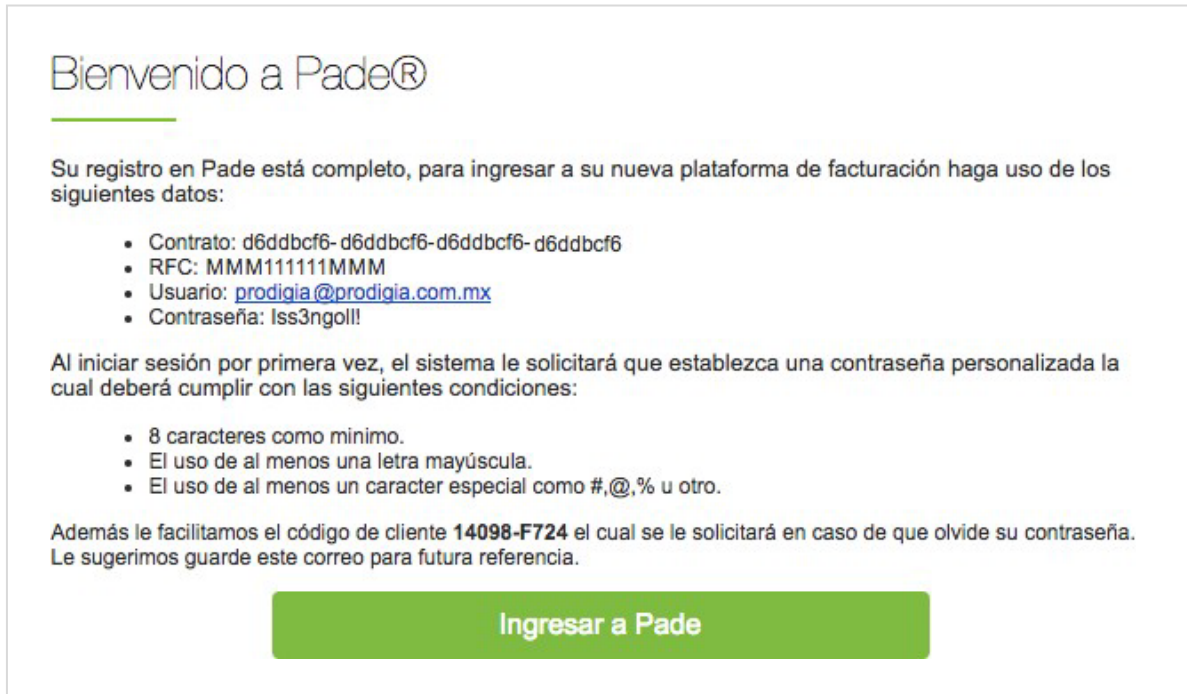 Bienvenido a Pade®
Su registro en Pade está completo, para ingresar a su nueva plataforma de facturación haga uso de los
siguientes datos:
• Contrato: d6ddbcf6-d6ddbcf6-d6ddbcf6-d6ddbcf6
• RFC: MMM111111MMM
• Usuario: prodigia@prodigia.com.mx
• Contraseña: Iss3ngoll!
Al iniciar sesión por primera vez, el sistema le solicitará que establezca una contraseña personalizada la
cual deberá cumplir con las siguientes condiciones:
• 8 caracteres como minimo.
• El uso de al menos una letra mayúscula.
• El uso de al menos un caracter especial como #,@,% u otro.
Además le facilitamos el código de cliente 14098-F724 el cual se le solicitará en caso de que olvide su contraseña.
Le sugerimos guarde este correo para futura referencia.
Ingresar a Pade